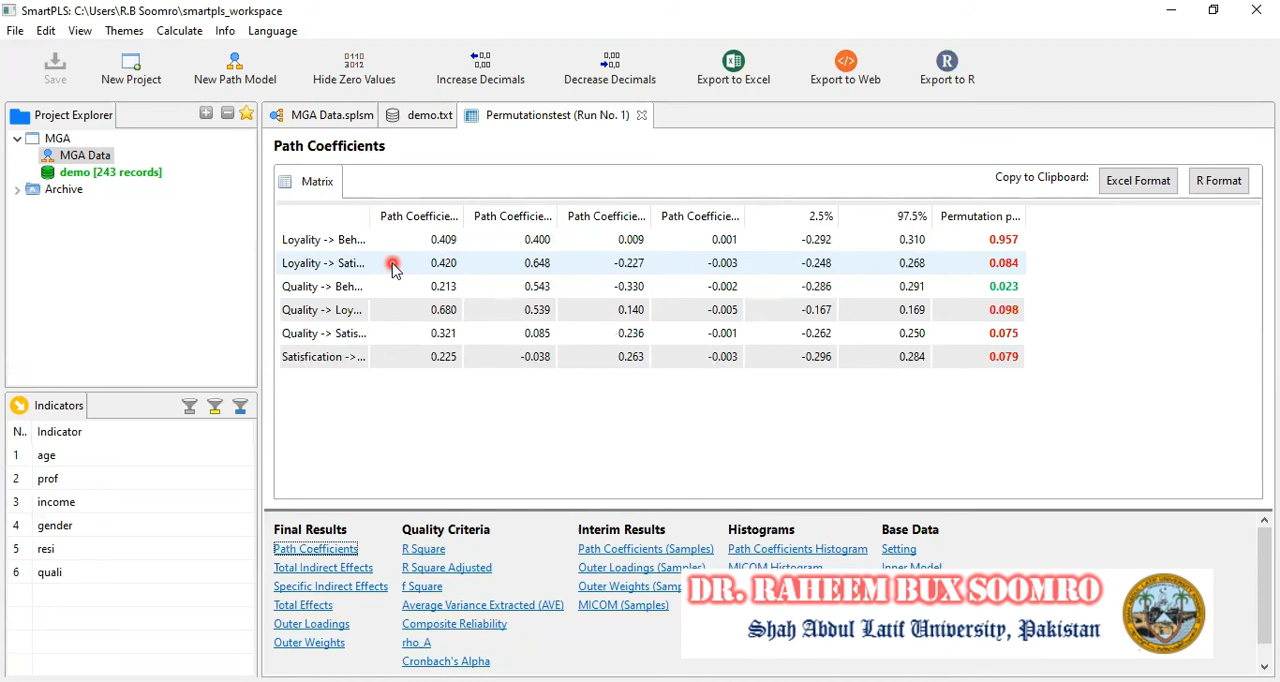 SmartPLS: C:\Users\R.B Soomro\smartpls_workspace
File Edit View Themes Calculate Info Language
Save New Project New Path Model Hide Zero Values Increase Decimals Decrease Decimals Export to Excel Export to Web Export to R
Project Explorer
MGA
MGA Data
demo [243 records]
Archive
MGA Data.splsm demo.txt Permutationstest (Run No. 1)
Path Coefficients
Matrix Copy to Clipboard: Excel Format R Format
Path Coefficie... Path Coefficie... Path Coefficie... Path Coefficie... 2.5% 97.5% Permutation p...
Loyality -> Beh... 0.409 0.400 0.009 0.001 -0.292 0.310 0.957
Loyality -> Sati... 0.420 0.648 -0.227 -0.003 -0.248 0.268 0.084
Quality -> Beh... 0.213 0.543 -0.330 -0.002 -0.286 0.291 0.023
Quality -> Loy... 0.680 0.539 0.140 -0.005 -0.167 0.169 0.098
Quality -> Satis... 0.321 0.085 0.236 -0.001 -0.262 0.250 0.075
Satisfication ->... 0.225 -0.038 0.263 -0.003 -0.296 0.284 0.079
Indicators
N.. Indicator
1 age
2 prof
3 income
4 gender
5 resi
6 quali
Final Results Quality Criteria Interim Results Histograms Base Data
Path Coefficients R Square Path Coefficients (Samples) Path Coefficients Histogram Setting
Total Indirect Effects R Square Adjusted Outer Loadings (Samples) MICOM Histogram Inner Model
Specific Indirect Effects f Square Outer Weights (Samp
Total Effects Average Variance Extracted (AVE) MICOM (Samples)
Outer Loadings Composite Reliability
Outer Weights rho_A
Cronbach's Alpha
DR. RAHEEM BUX SOOMRO
Shah Abdul Latif University, Pakistan